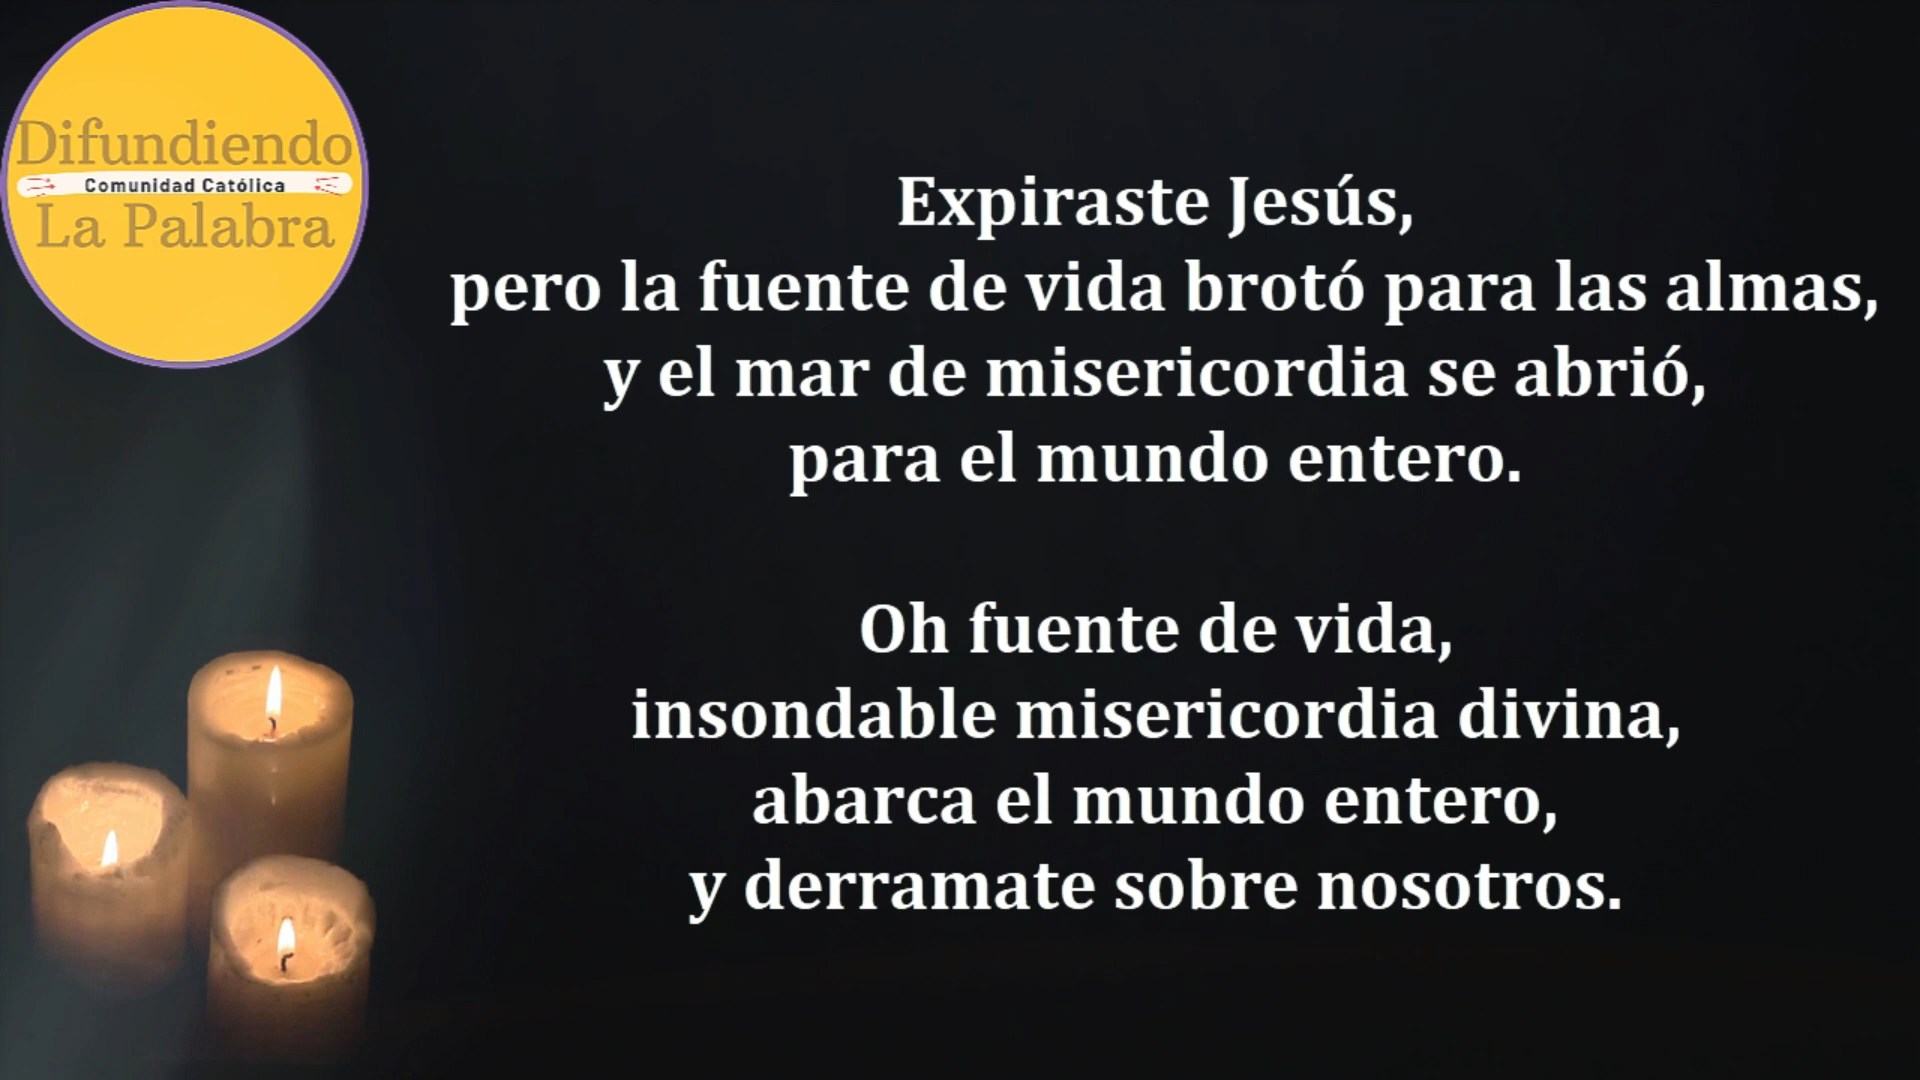 Difundiendo
Comunidad Católica
La Palabra
Expiraste Jesús,
pero la fuente de vida brotó para las almas,
y el mar de misericordia se abrió,
para el mundo entero.
Oh fuente de vida,
insondable misericordia divina,
abarca el mundo entero,
y derramate sobre nosotros.